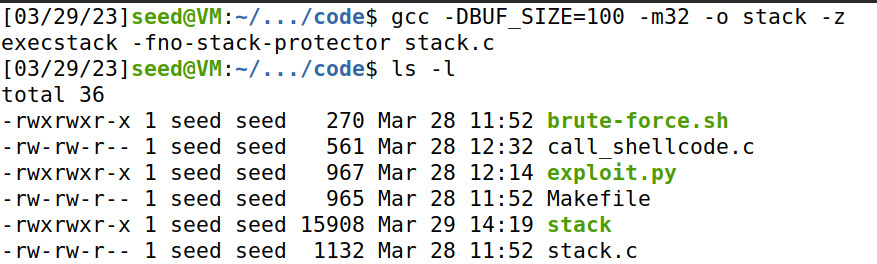 [03/29/23]seed@VM:~/.../code$ gcc -DBUF_SIZE=100 -m32 -o stack -z
execstack -fno-stack-protector stack.c
[03/29/23]seed@VM:~/.../code$ ls -l
total 36
-rwxrwxr-x 1 seed seed   270 Mar 28 11:52 brute-force.sh
-rw-rw-r-- 1 seed seed   561 Mar 28 12:32 call_shellcode.c
-rwxrwxr-x 1 seed seed   967 Mar 28 12:14 exploit.py
-rw-rw-r-- 1 seed seed   965 Mar 28 11:52 Makefile
-rwxrwxr-x 1 seed seed 15908 Mar 29 14:19 stack
-rw-rw-r-- 1 seed seed  1132 Mar 28 11:52 stack.c